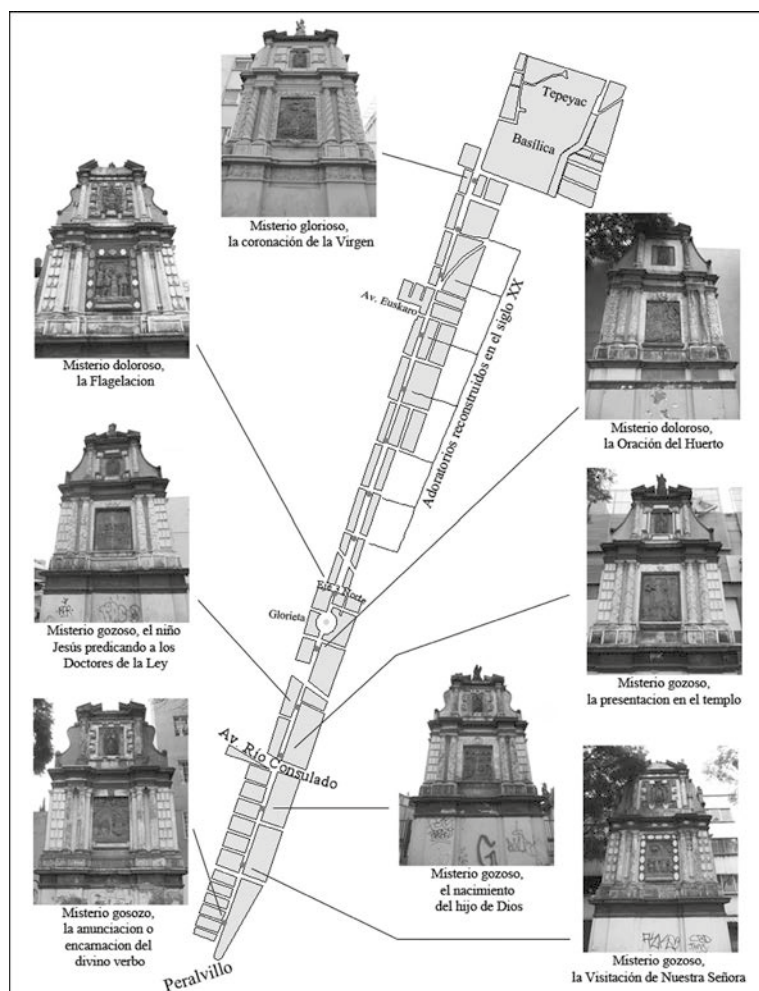 Tepeyac
Basílica
Misterio glorioso,
la coronación de la Virgen
Av. Euskaro
Adoratorios reconstruidos en el siglo XX
Misterio doloroso,
la Flagelacion
Misterio doloroso,
la Oración del Huerto
Glorieta
Misterio gozoso, el niño
Jesús predicando a los
Doctores de la Ley
Misterio gozoso,
la presentacion en el templo
Av. Río Consulado
Misterio gozoso,
el nacimiento
del hijo de Dios
Misterio gosozo,
la anunciacion o
encarnacion del
divino verbo
Misterio gozoso,
la Visitación de Nuestra Señora
Peralvillo